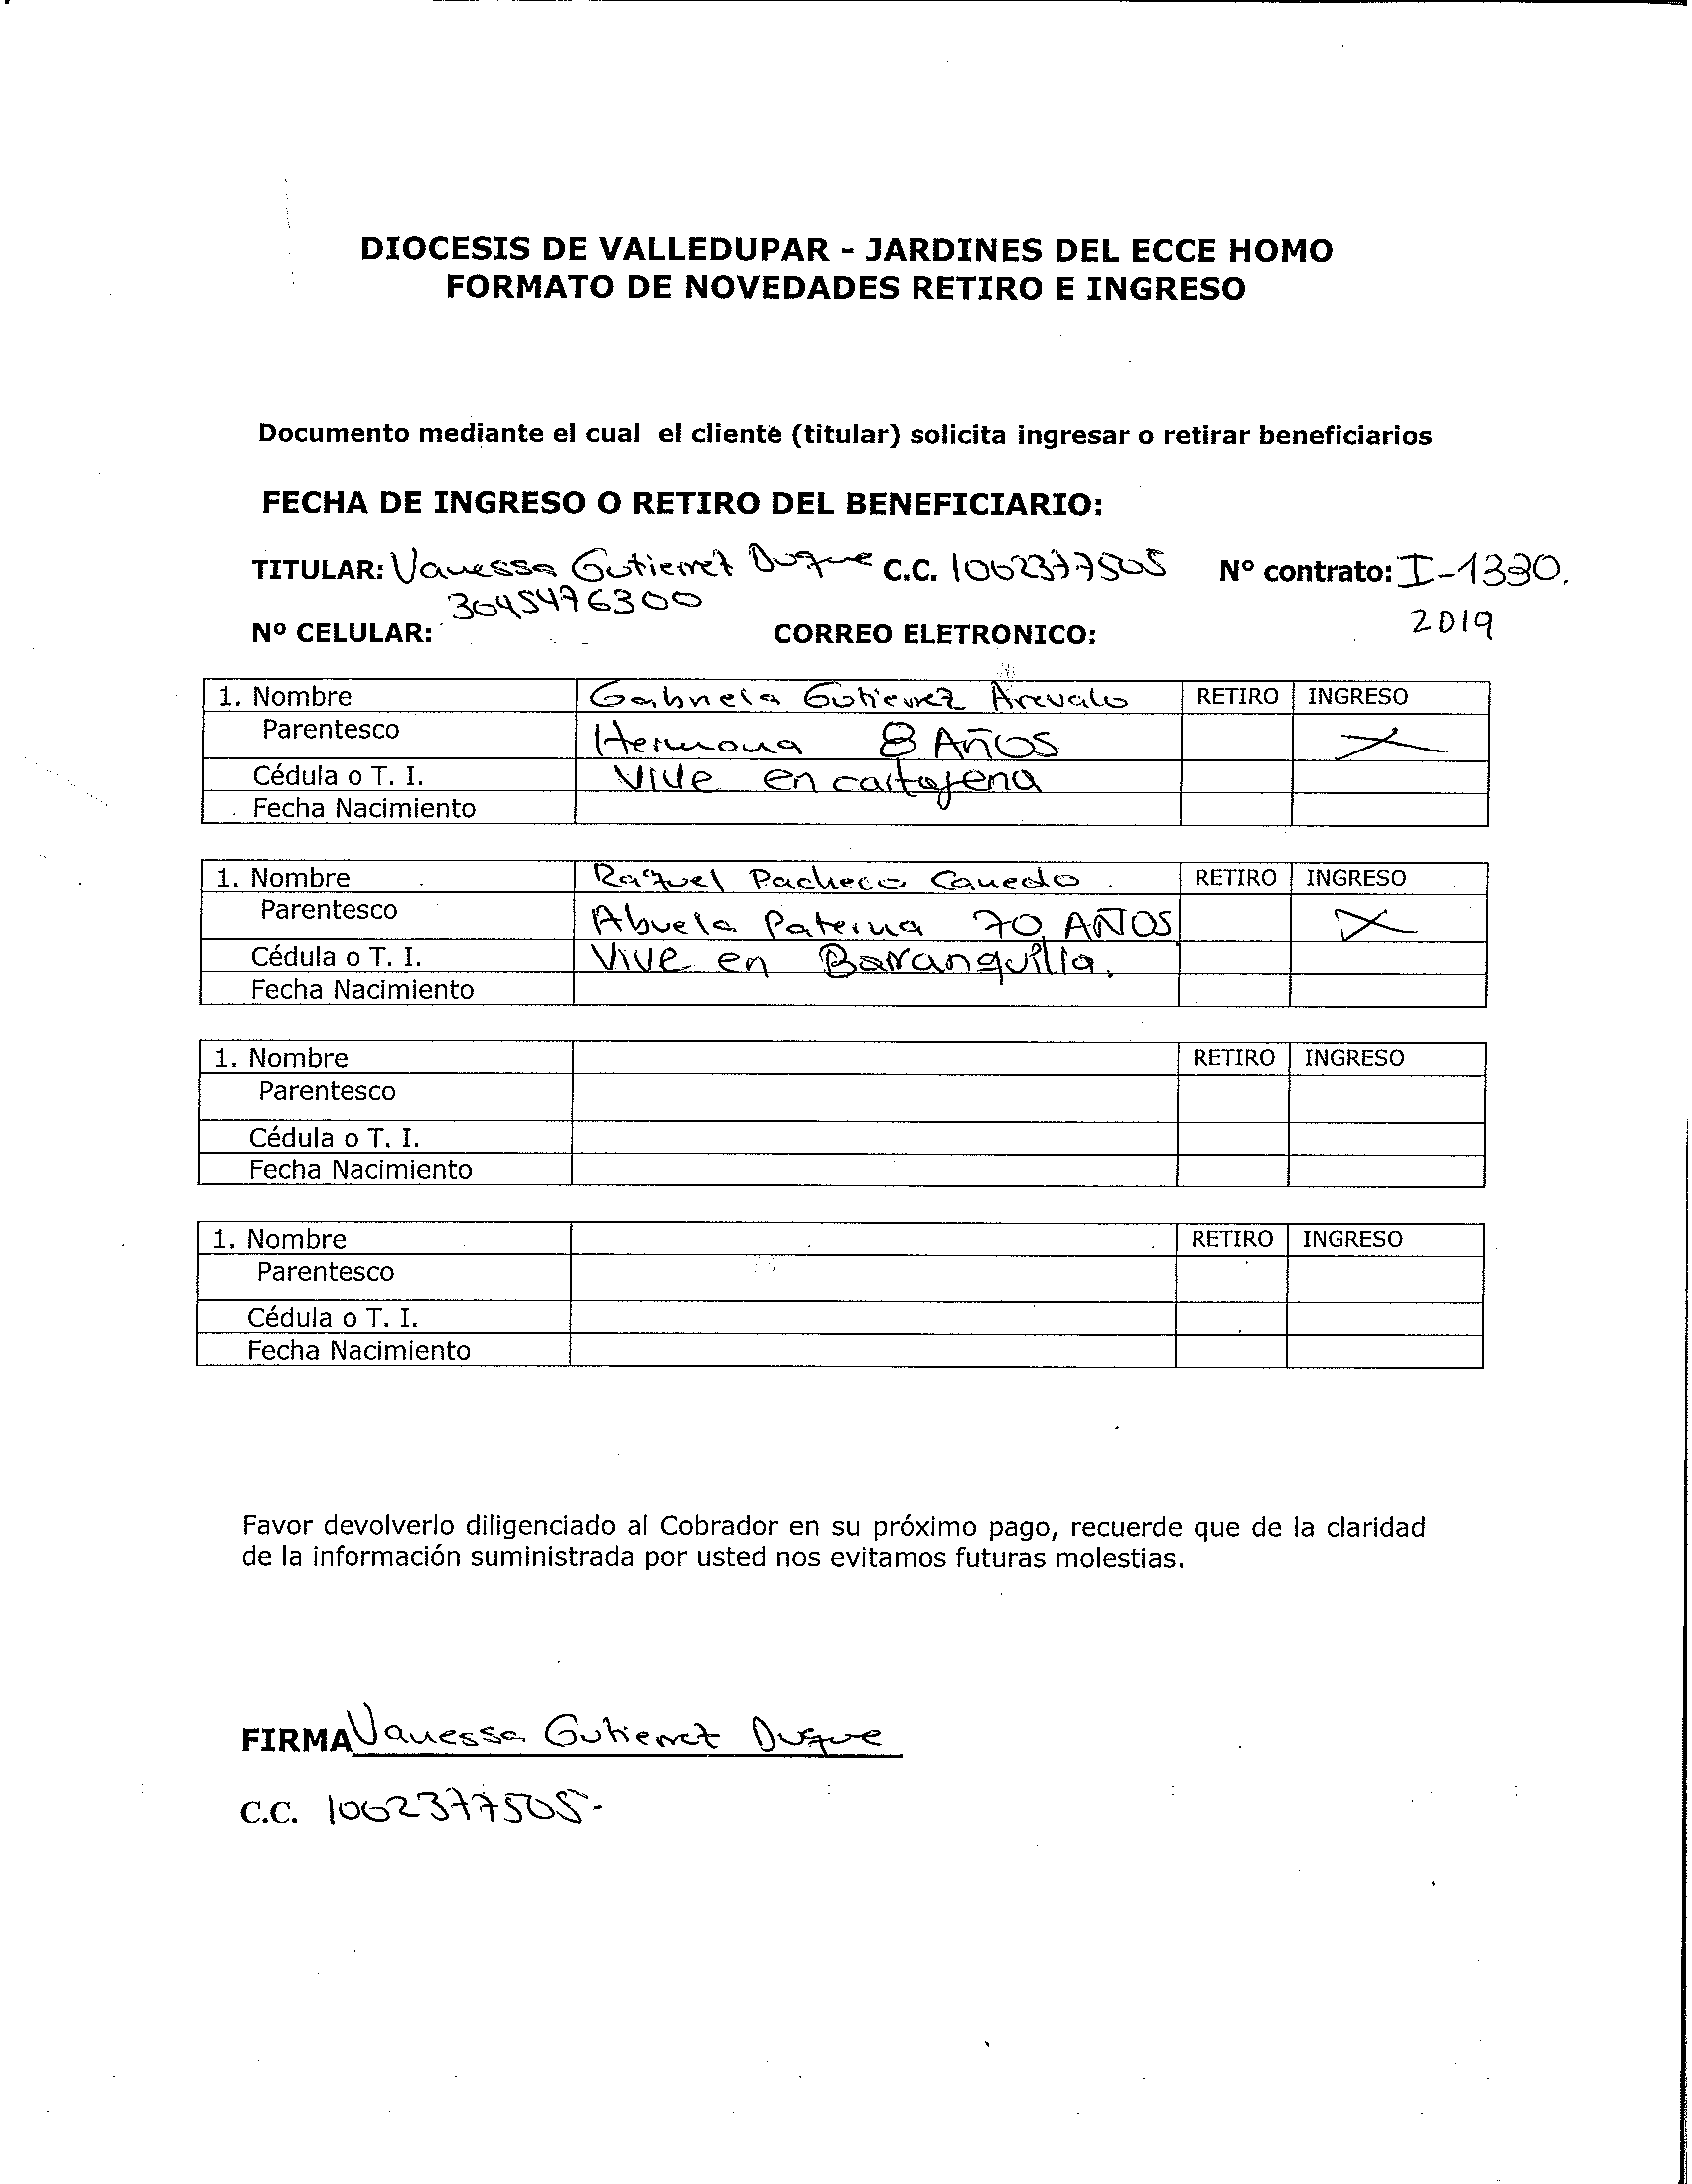 DIOCESIS DE VALLEDUPAR - JARDINES DEL ECCE HOMO
FORMATO DE NOVEDADES RETIRO E INGRESO
Documento mediante el cual el cliente (titular) solicita ingresar o retirar beneficiarios
FECHA DE INGRESO O RETIRO DEL BENEFICIARIO:
TITULAR: Vanessa Gutierrez Duque C.C. 1062377505 Nº contrato: I-1330.
3045476300
Nº CELULAR: CORREO ELETRONICO: 2019
1. Nombre Gabriela Gutierrez Arevalo RETIRO INGRESO
Parentesco Hermana 8 AÑOS X
Cédula o T. I. Vive en cartajena
Fecha Nacimiento
1. Nombre Raquel Pacheco Canedo RETIRO INGRESO
Parentesco Abuela Paterna 70 AÑOS X
Cédula o T. I. Vive en Barranquilla.
Fecha Nacimiento
1. Nombre RETIRO INGRESO
Parentesco
Cédula o T. I.
Fecha Nacimiento
1. Nombre RETIRO INGRESO
Parentesco
Cédula o T. I.
Fecha Nacimiento
Favor devolverlo diligenciado al Cobrador en su próximo pago, recuerde que de la claridad
de la información suministrada por usted nos evitamos futuras molestias.
FIRMA Vanessa Gutierrez Duque
C.C. 1062377505-